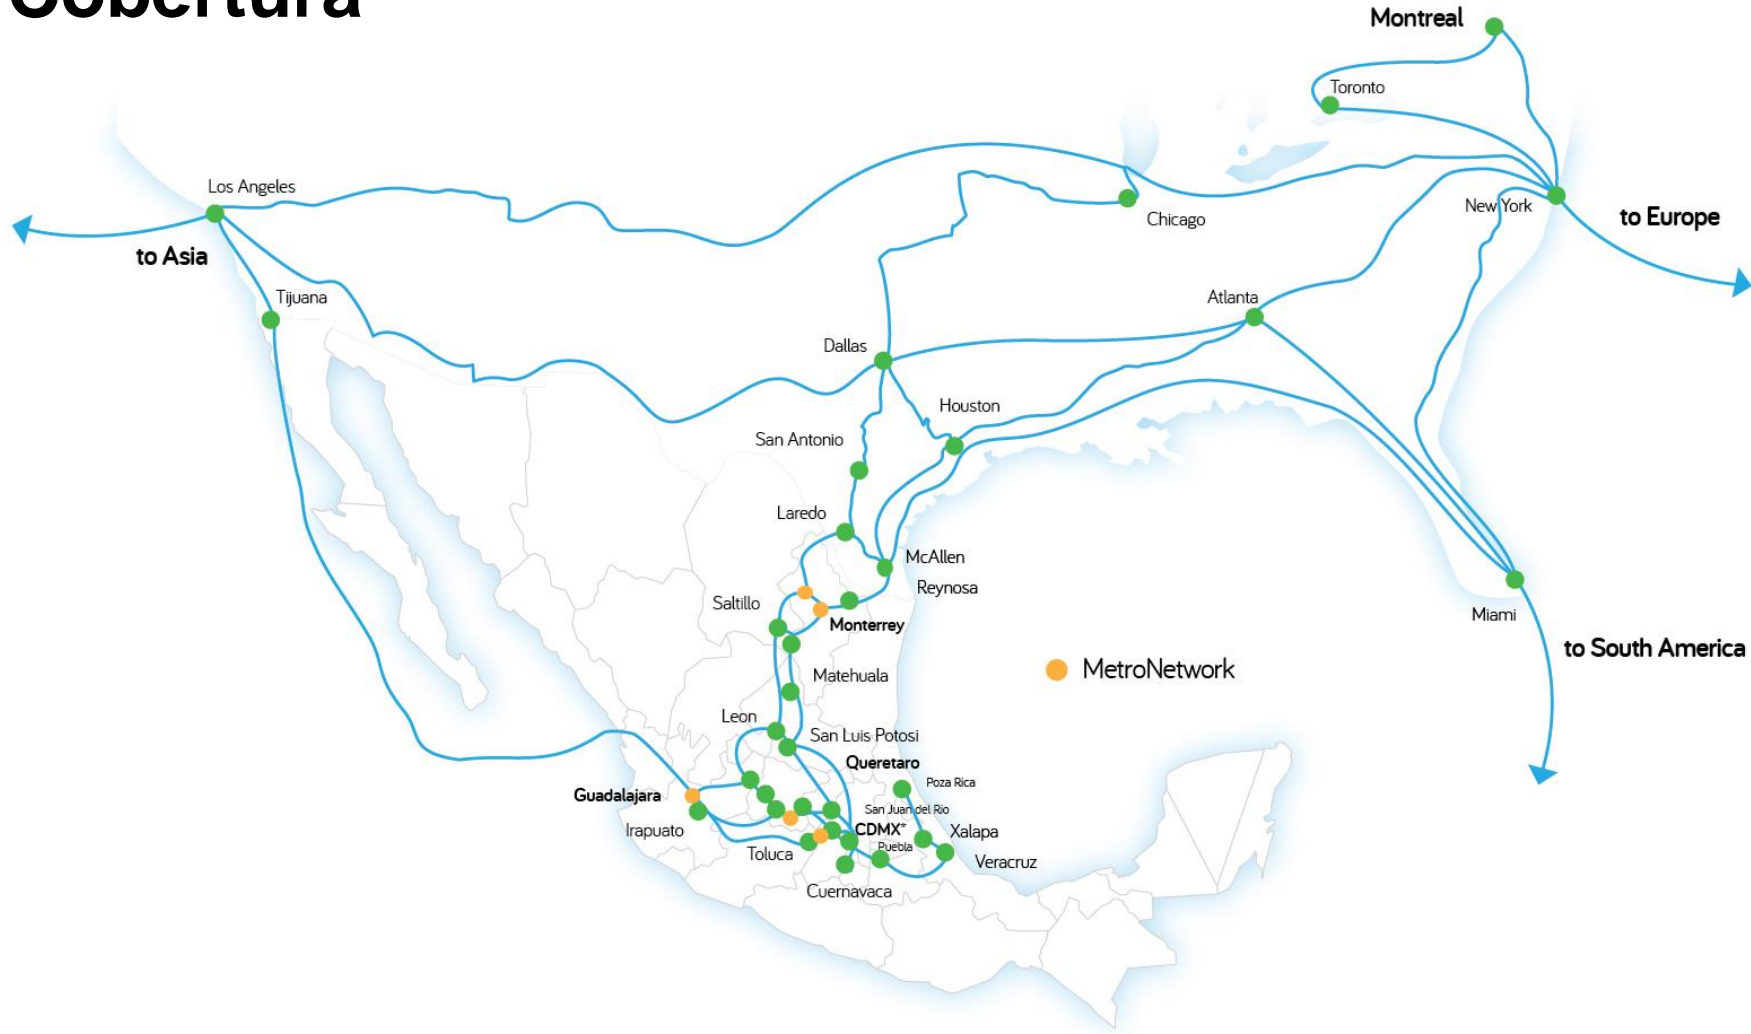 Cobertura
Montreal
Toronto
Los Angeles
New York
Chicago
to Europe
to Asia
Tijuana
Atlanta
Dallas
Houston
San Antonio
Laredo
McAllen
Reynosa
Saltillo
Monterrey
Miami
to South America
MetroNetwork
Matehuala
Leon
San Luis Potosi
Queretaro
Poza Rica
Guadalajara
San Juan del Rio
Irapuato
CDMX*
Xalapa
Puebla
Toluca
Veracruz
Cuernavaca